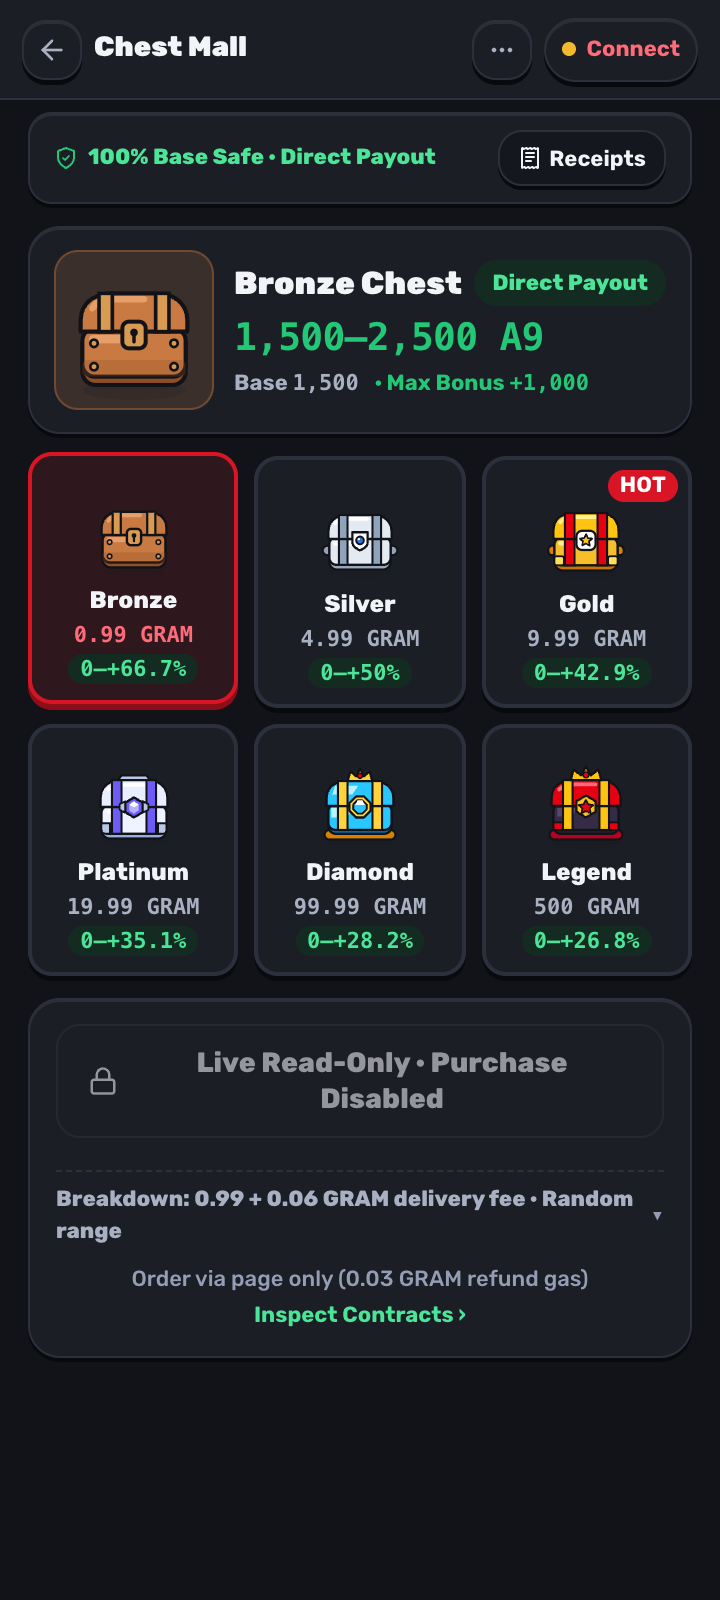 Chest Mall
Connect
100% Base Safe • Direct Payout
Receipts
Bronze Chest
Direct Payout
1,500–2,500 A9
Base 1,500 • Max Bonus +1,000
Bronze
0.99 GRAM
0–+66.7%
Silver
4.99 GRAM
0–+50%
HOT
Gold
9.99 GRAM
0–+42.9%
Platinum
19.99 GRAM
0–+35.1%
Diamond
99.99 GRAM
0–+28.2%
Legend
500 GRAM
0–+26.8%
Live Read-Only • Purchase
Disabled
Breakdown: 0.99 + 0.06 GRAM delivery fee • Random
range
Order via page only (0.03 GRAM refund gas)
Inspect Contracts ›